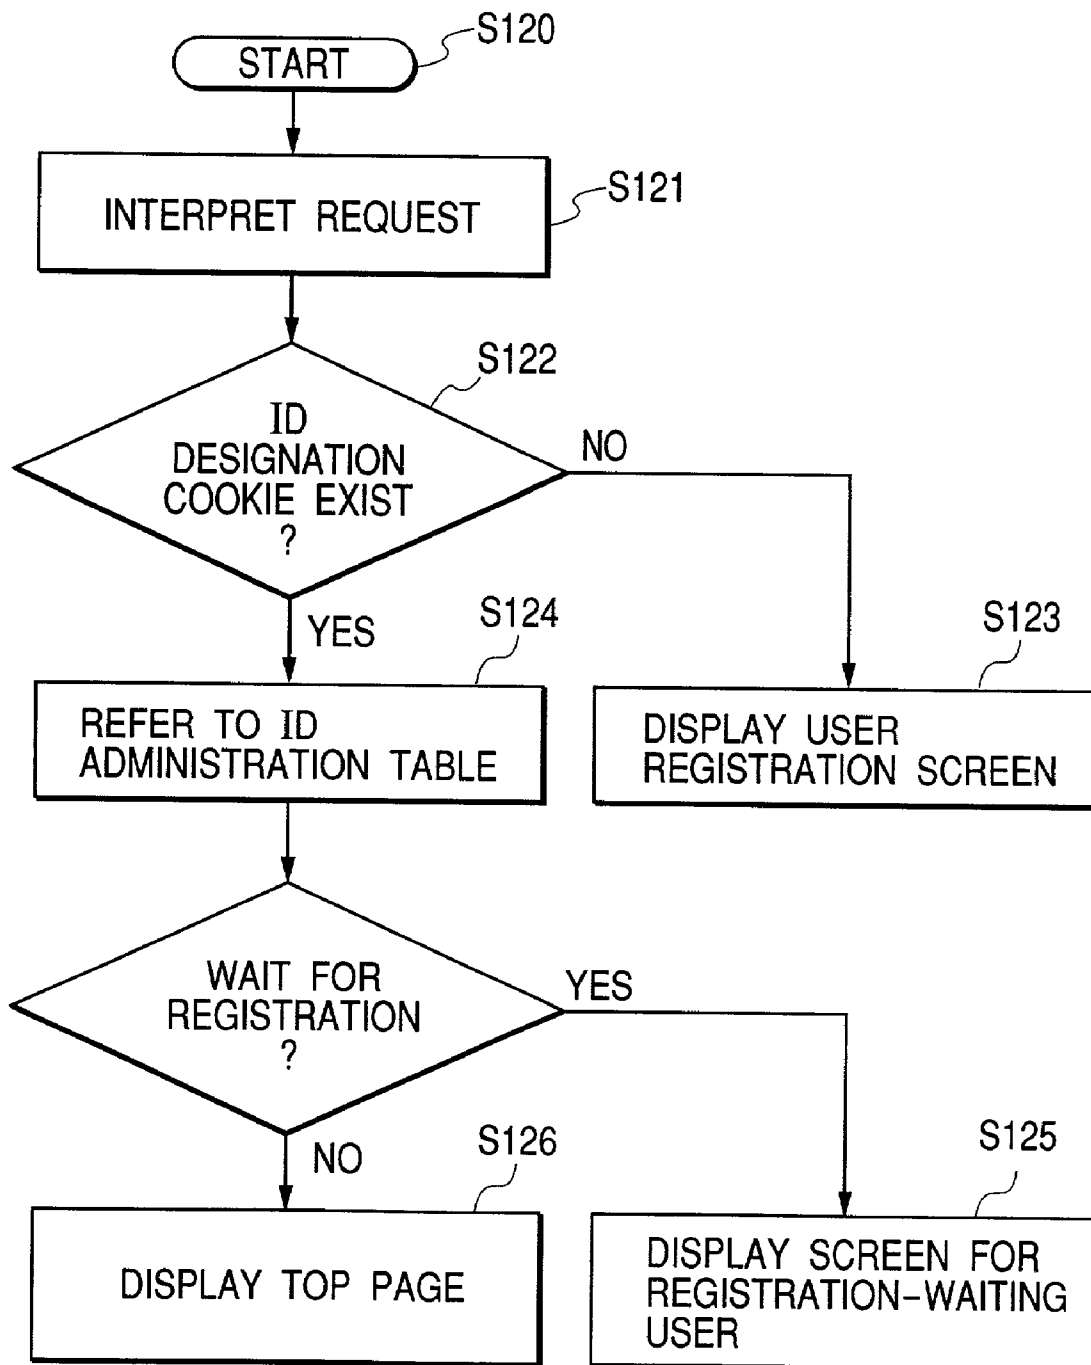 S120
START
S121
INTERPRET REQUEST
S122
ID
DESIGNATION
COOKIE EXIST
?
NO
YES
S124
S123
REFER TO ID
ADMINISTRATION TABLE
DISPLAY USER
REGISTRATION SCREEN
WAIT FOR
REGISTRATION
?
YES
NO
S126
S125
DISPLAY TOP PAGE
DISPLAY SCREEN FOR
REGISTRATION-WAITING
USER